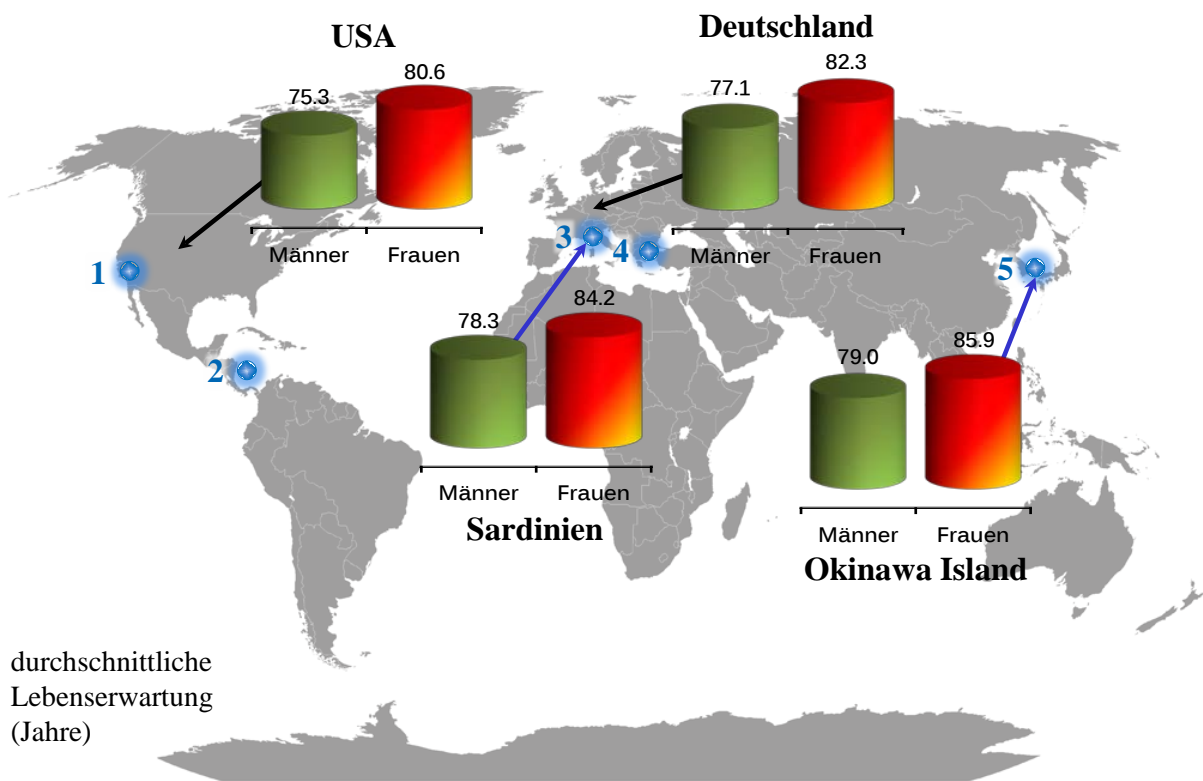 USA
75.3
80.6
Männer
Frauen
Deutschland
77.1
82.3
Männer
Frauen
1
2
3
4
5
78.3
84.2
Männer
Frauen
Sardinien
79.0
85.9
Männer
Frauen
Okinawa Island
durchschnittliche
Lebenserwartung
(Jahre)